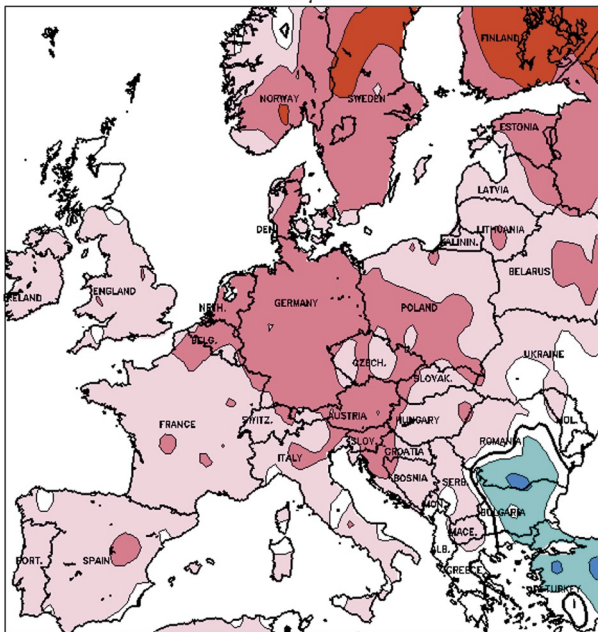 FINLAND
NORWAY
SWEDEN
ESTONIA
LATVIA
LITHUANIA
DEN
KALININ.
BELARUS
IRELAND
ENGLAND
NETH.
GERMANY
POLAND
BELG.
UKRAINE
CZECH.
SLOVAK.
FRANCE
SWITZ.
AUSTRIA
HUNGARY
MOL.
SLOV.
ROMANIA
ITALY
CROATIA
BOSNIA
SERB.
MON.
BULGARIA
MACE.
ALB.
PORT.
SPAIN
GREECE
TURKEY